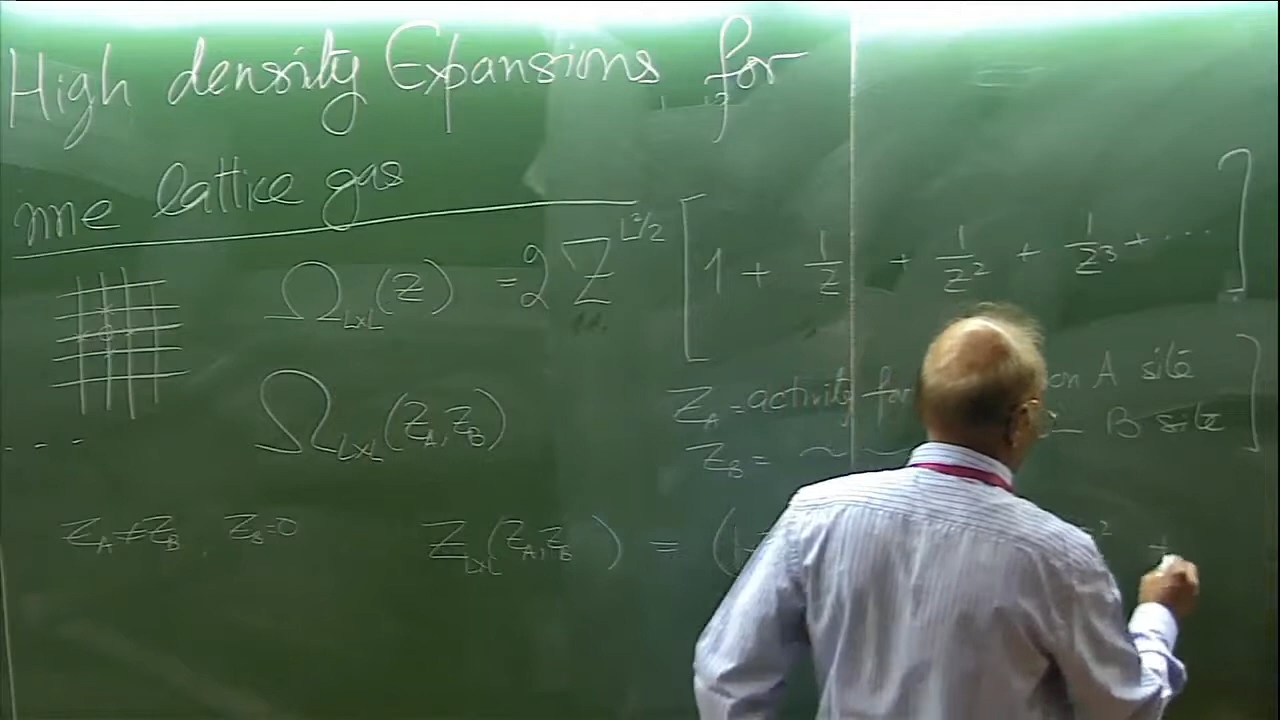 High density Expansions for
nne lattice gas
Ω_{L×L}(z) = 2 Z^{L²/2} [ 1 + 1/z + 1/z² + 1/z³ + .... ]
Ω_{L×L}(z_A, z_B)
z_A = activity for on A site
z_B = ~ ~ B site ]
z_A ≠ z_B, z_B = 0
Z_{L×L}(z_A, z_B) = (1+